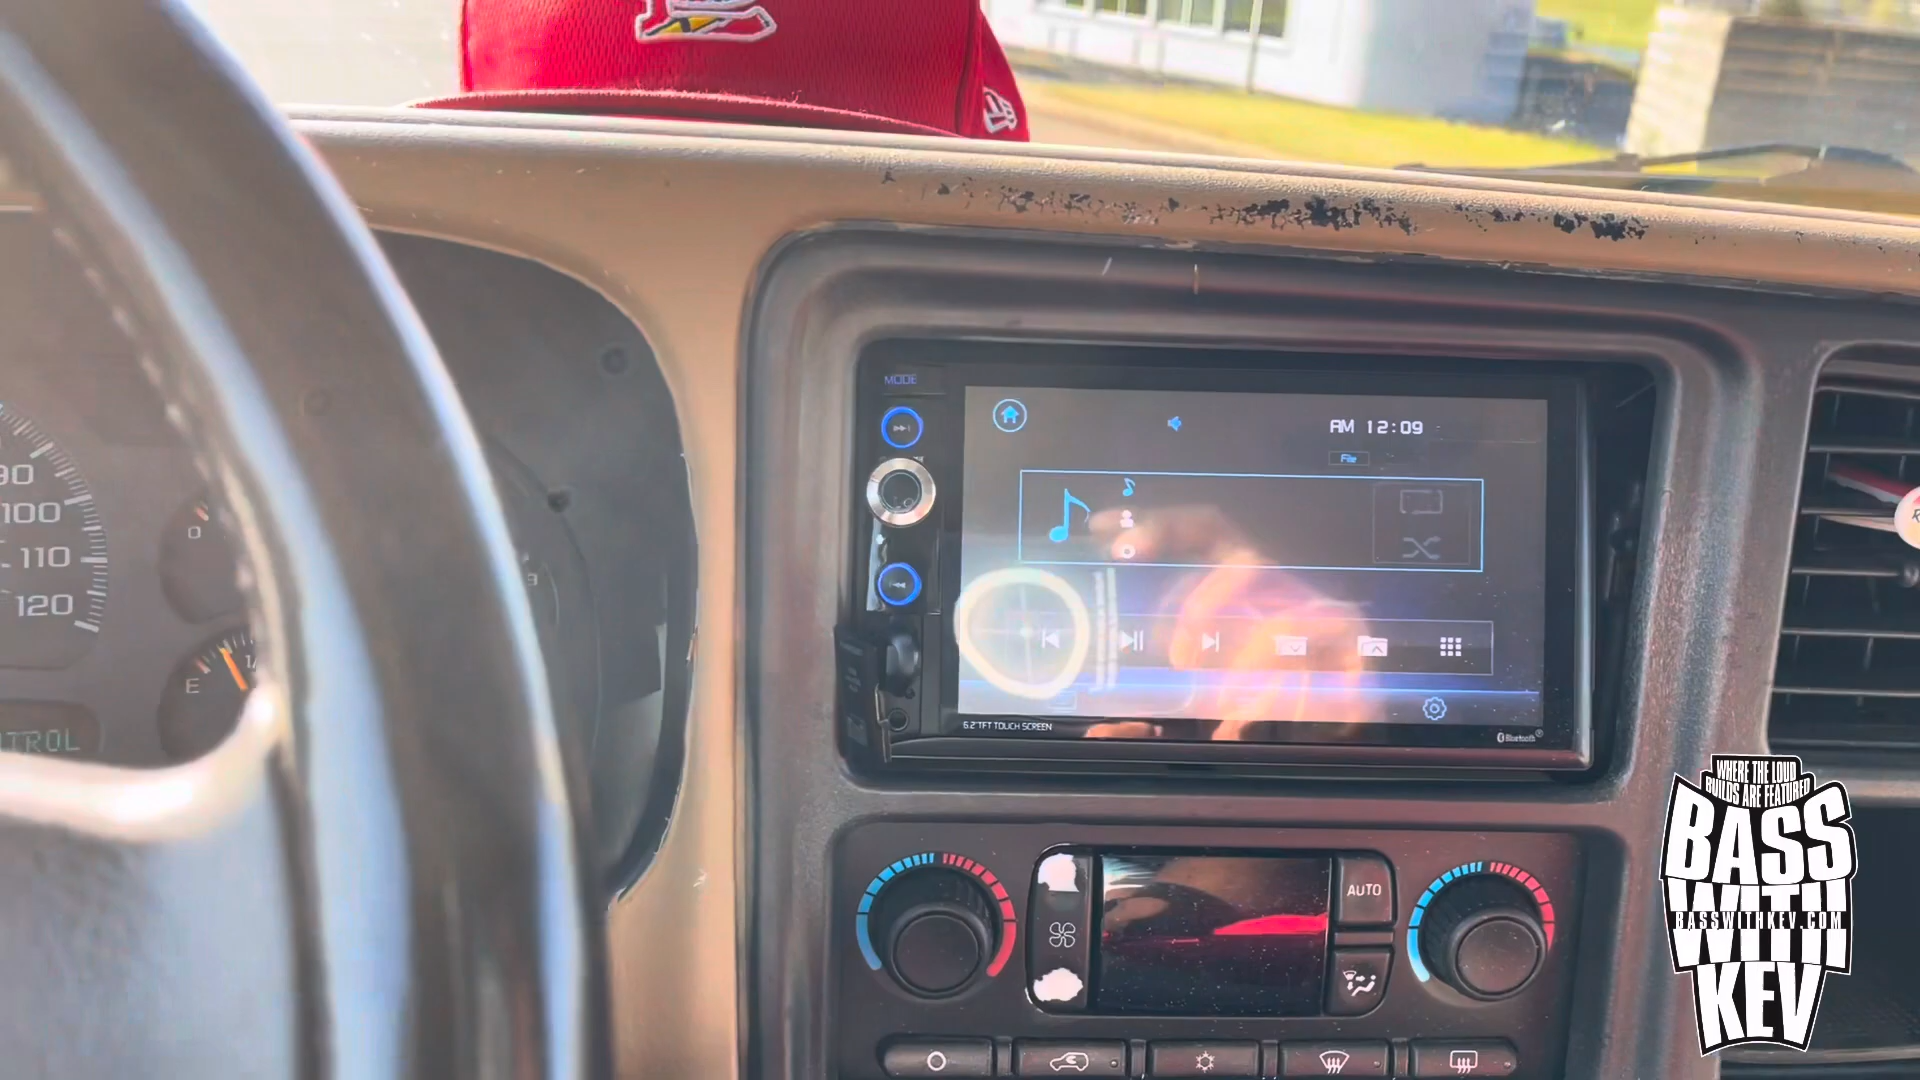 MODE
AM 12:09
File
90
100
110
120
E
6.2"TFT TOUCH SCREEN
Bluetooth
AUTO
WHERE THE LOUD
BUILDS ARE FEATURED
BASS
WITH
BASSWITHKEV.COM
WITH
KEV